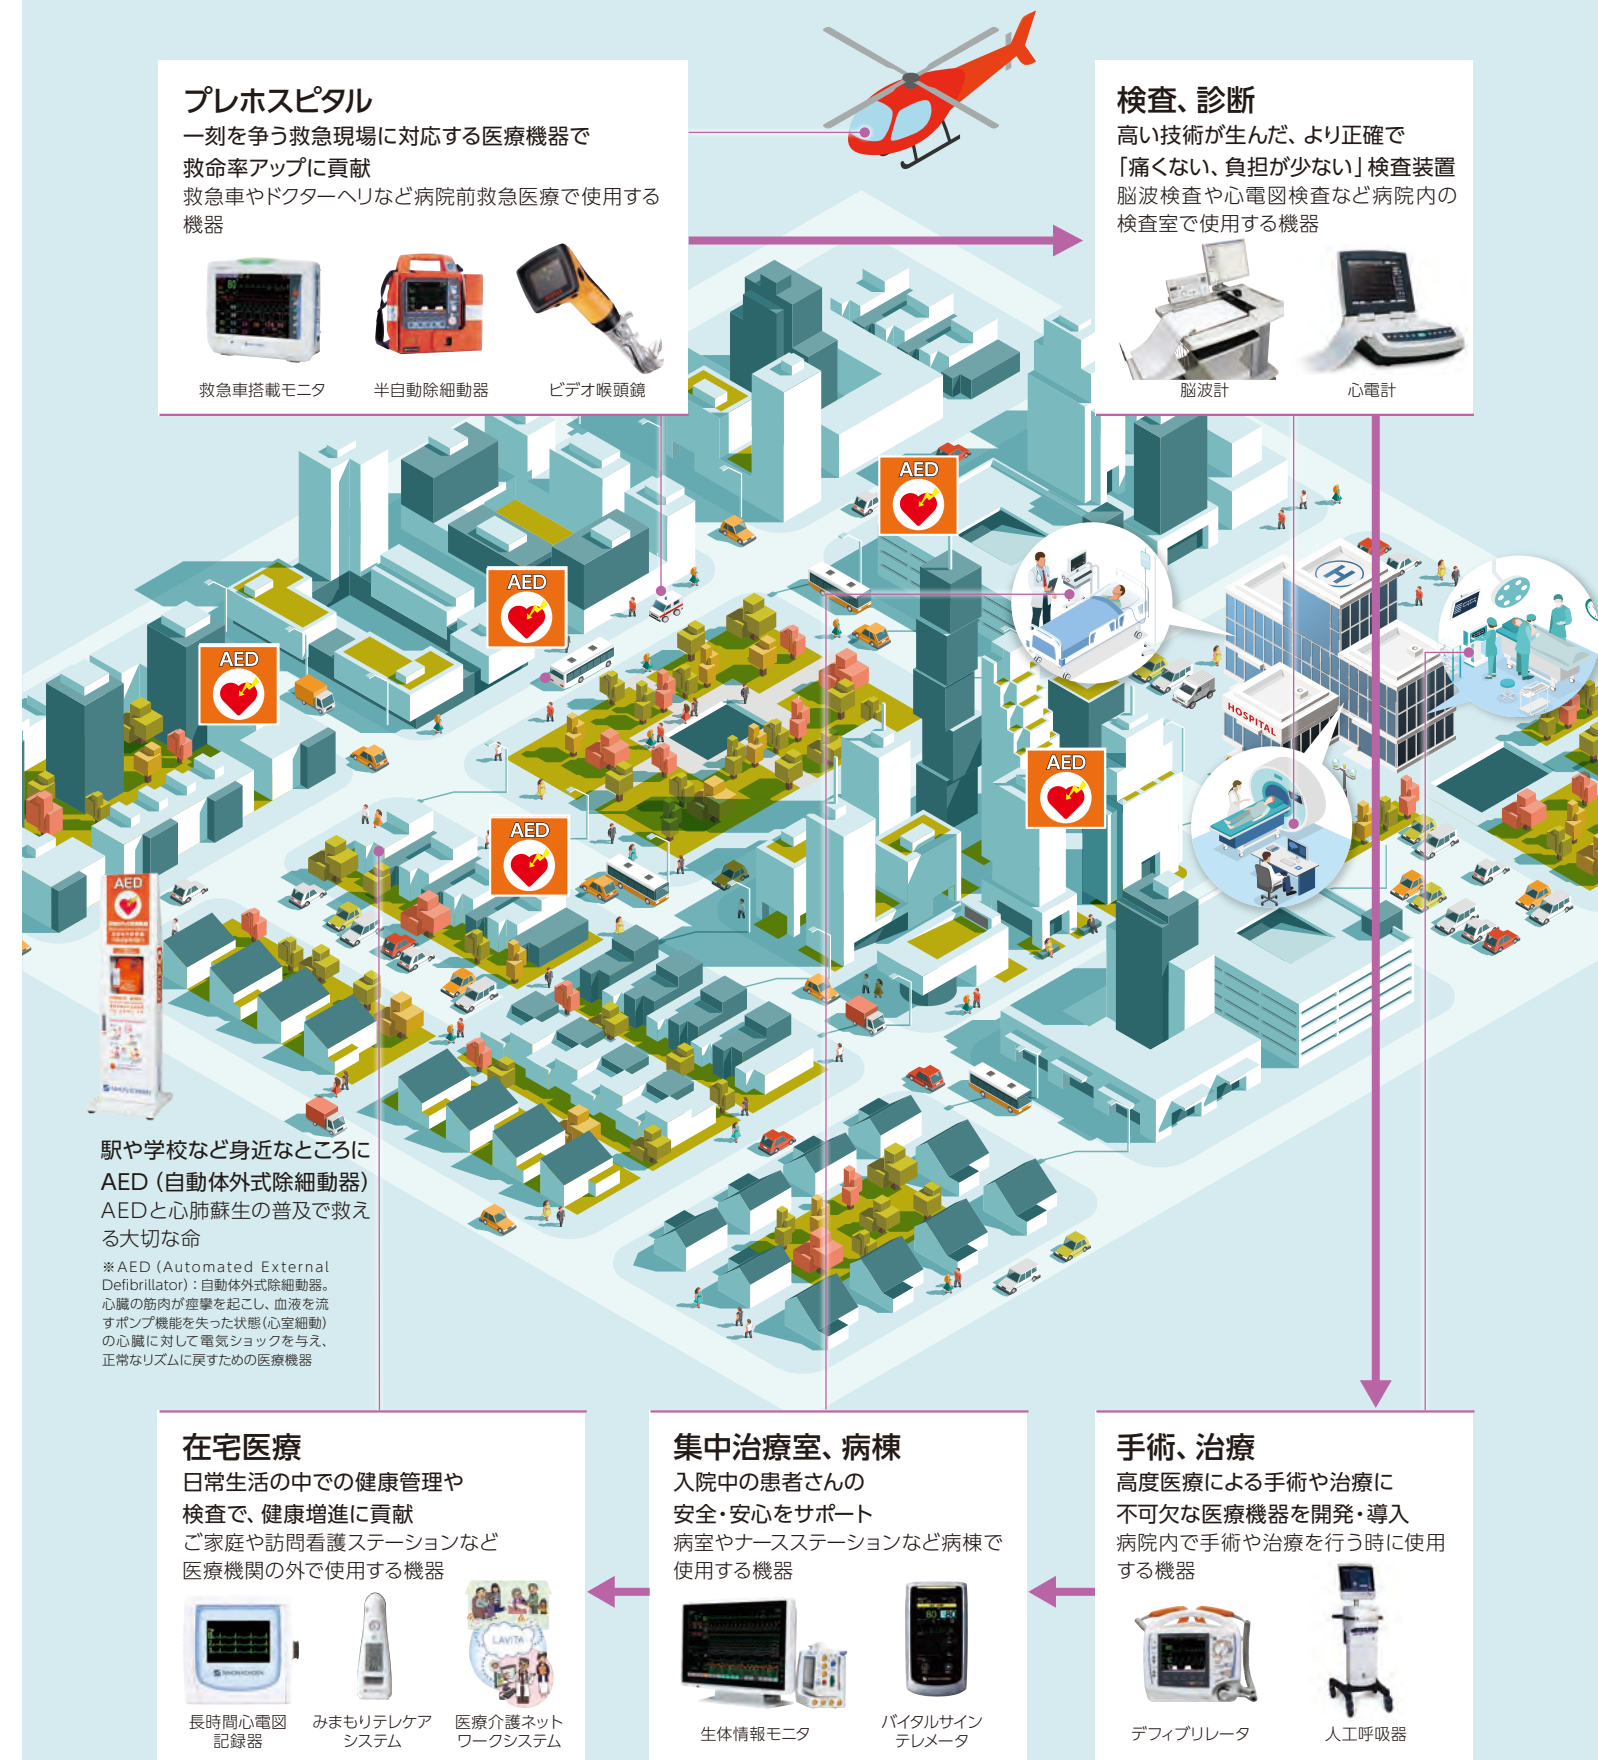 プレホスピタル
一刻を争う救急現場に対応する医療機器で
救命率アップに貢献
救急車やドクターヘリなど病院前救急医療で使用する
機器
救急車搭載モニタ
半自動除細動器
ビデオ喉頭鏡
検査、診断
高い技術が生んだ、より正確で
「痛くない、負担が少ない」検査装置
脳波検査や心電図検査など病院内の
検査室で使用する機器
脳波計
心電計
AED
AED
AED
AED
AED
HOSPITAL
H
AED
駅や学校など身近なところに
AED（自動体外式除細動器）
AEDと心肺蘇生の普及で救え
る大切な命
※AED（Automated External
Defibrillator）：自動体外式除細動器。
心臓の筋肉が痙攣を起こし、血液を流
すポンプ機能を失った状態（心室細動）
の心臓に対して電気ショックを与え、
正常なリズムに戻すための医療機器
在宅医療
日常生活の中での健康管理や
検査で、健康増進に貢献
ご家庭や訪問看護ステーションなど
医療機関の外で使用する機器
LAVITA
長時間心電図
記録器
みまもりテレケア
システム
医療介護ネット
ワークシステム
集中治療室、病棟
入院中の患者さんの
安全・安心をサポート
病室やナースステーションなど病棟で
使用する機器
80
生体情報モニタ
バイタルサイン
テレメータ
手術、治療
高度医療による手術や治療に
不可欠な医療機器を開発・導入
病院内で手術や治療を行う時に使用
する機器
デフィブリレータ
人工呼吸器